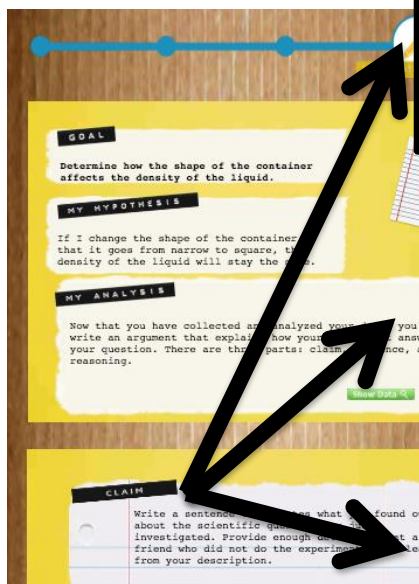 GOAL
Determine how the shape of the container
affects the density of the liquid.
MY HYPOTHESIS
If I change the shape of the container
that it goes from narrow to square,
density of the liquid will stay the
MY ANALYSIS
Now that you have collected analyzed you
write an argument that how your
your question. There are parts: claim,
reasoning.
Show Data
CLAIM
Write a sentence what found
about the scientific
investigated. Provide enough
friend who did not do the
from your description.